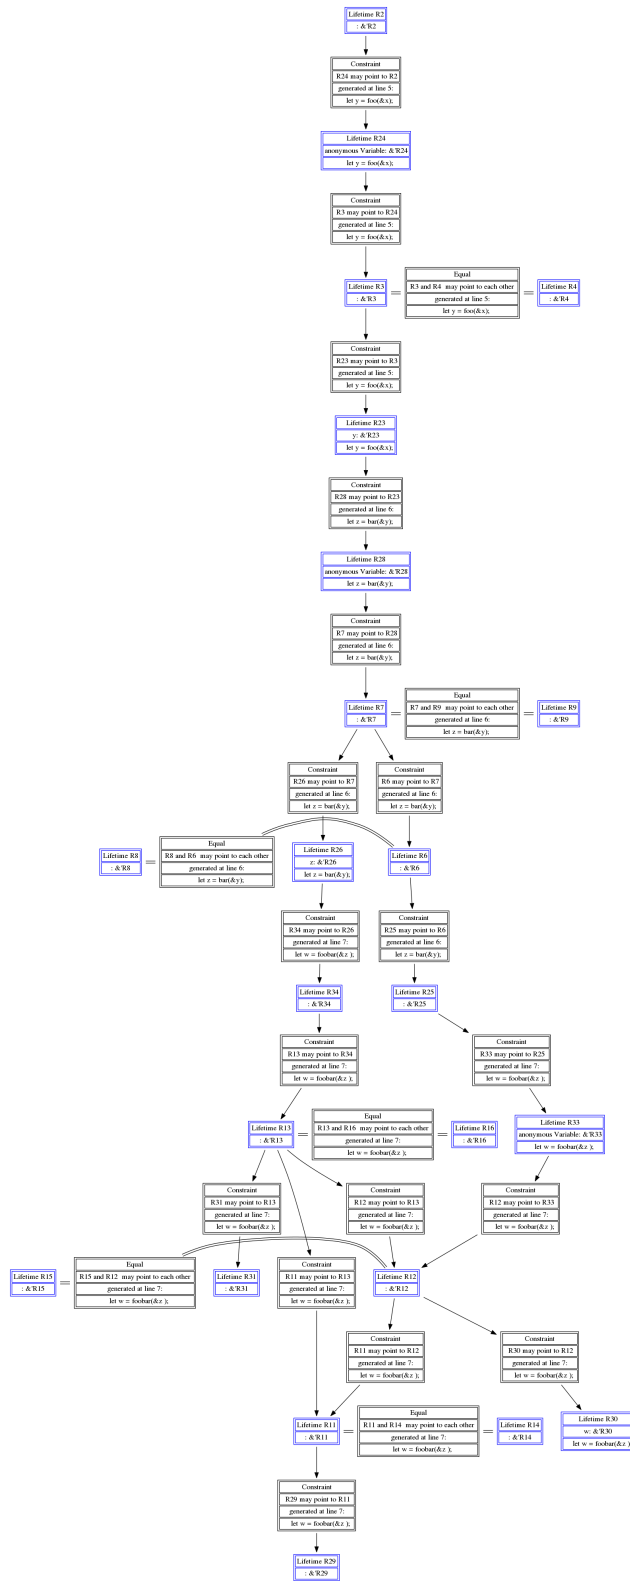 Lifetime R2
: &'R2
Constraint
R24 may point to R2
generated at line 5:
let y = foo(&x);
Lifetime R24
anonymous Variable: &'R24
let y = foo(&x);
Constraint
R3 may point to R24
generated at line 5:
let y = foo(&x);
Lifetime R3
: &'R3
=
Equal
R3 and R4  may point to each other
generated at line 5:
let y = foo(&x);
=
Lifetime R4
: &'R4
Constraint
R23 may point to R3
generated at line 5:
let y = foo(&x);
Lifetime R23
y: &'R23
let y = foo(&x);
Constraint
R28 may point to R23
generated at line 6:
let z = bar(&y);
Lifetime R28
anonymous Variable: &'R28
let z = bar(&y);
Constraint
R7 may point to R28
generated at line 6:
let z = bar(&y);
Lifetime R7
: &'R7
Equal
R7 and R9  may point to each other
generated at line 6:
let z = bar(&y);
Lifetime R9
: &'R9
Constraint
R26 may point to R7
generated at line 6:
let z = bar(&y);
Constraint
R6 may point to R7
generated at line 6:
let z = bar(&y);
Lifetime R8
: &'R8
Equal
R8 and R6  may point to each other
generated at line 6:
let z = bar(&y);
Lifetime R26
z: &'R26
let z = bar(&y);
Lifetime R6
: &'R6
Constraint
R34 may point to R26
generated at line 7:
let w = foobar(&z );
Constraint
R25 may point to R6
generated at line 6:
let z = bar(&y);
Lifetime R34
: &'R34
Lifetime R25
: &'R25
Constraint
R13 may point to R34
generated at line 7:
let w = foobar(&z );
Constraint
R33 may point to R25
generated at line 7:
let w = foobar(&z );
Lifetime R13
: &'R13
Equal
R13 and R16  may point to each other
generated at line 7:
let w = foobar(&z );
Lifetime R16
: &'R16
Lifetime R33
anonymous Variable: &'R33
let w = foobar(&z );
Constraint
R31 may point to R13
generated at line 7:
let w = foobar(&z );
Constraint
R12 may point to R13
generated at line 7:
let w = foobar(&z );
Constraint
R12 may point to R33
generated at line 7:
let w = foobar(&z );
Lifetime R15
: &'R15
Equal
R15 and R12  may point to each other
generated at line 7:
let w = foobar(&z );
Lifetime R31
: &'R31
Constraint
R11 may point to R13
generated at line 7:
let w = foobar(&z );
Lifetime R12
: &'R12
Constraint
R11 may point to R12
generated at line 7:
let w = foobar(&z );
Constraint
R30 may point to R12
generated at line 7:
let w = foobar(&z );
Lifetime R11
: &'R11
Equal
R11 and R14  may point to each other
generated at line 7:
let w = foobar(&z );
Lifetime R14
: &'R14
Lifetime R30
w: &'R30
let w = foobar(&z )
Constraint
R29 may point to R11
generated at line 7:
let w = foobar(&z );
Lifetime R29
: &'R29